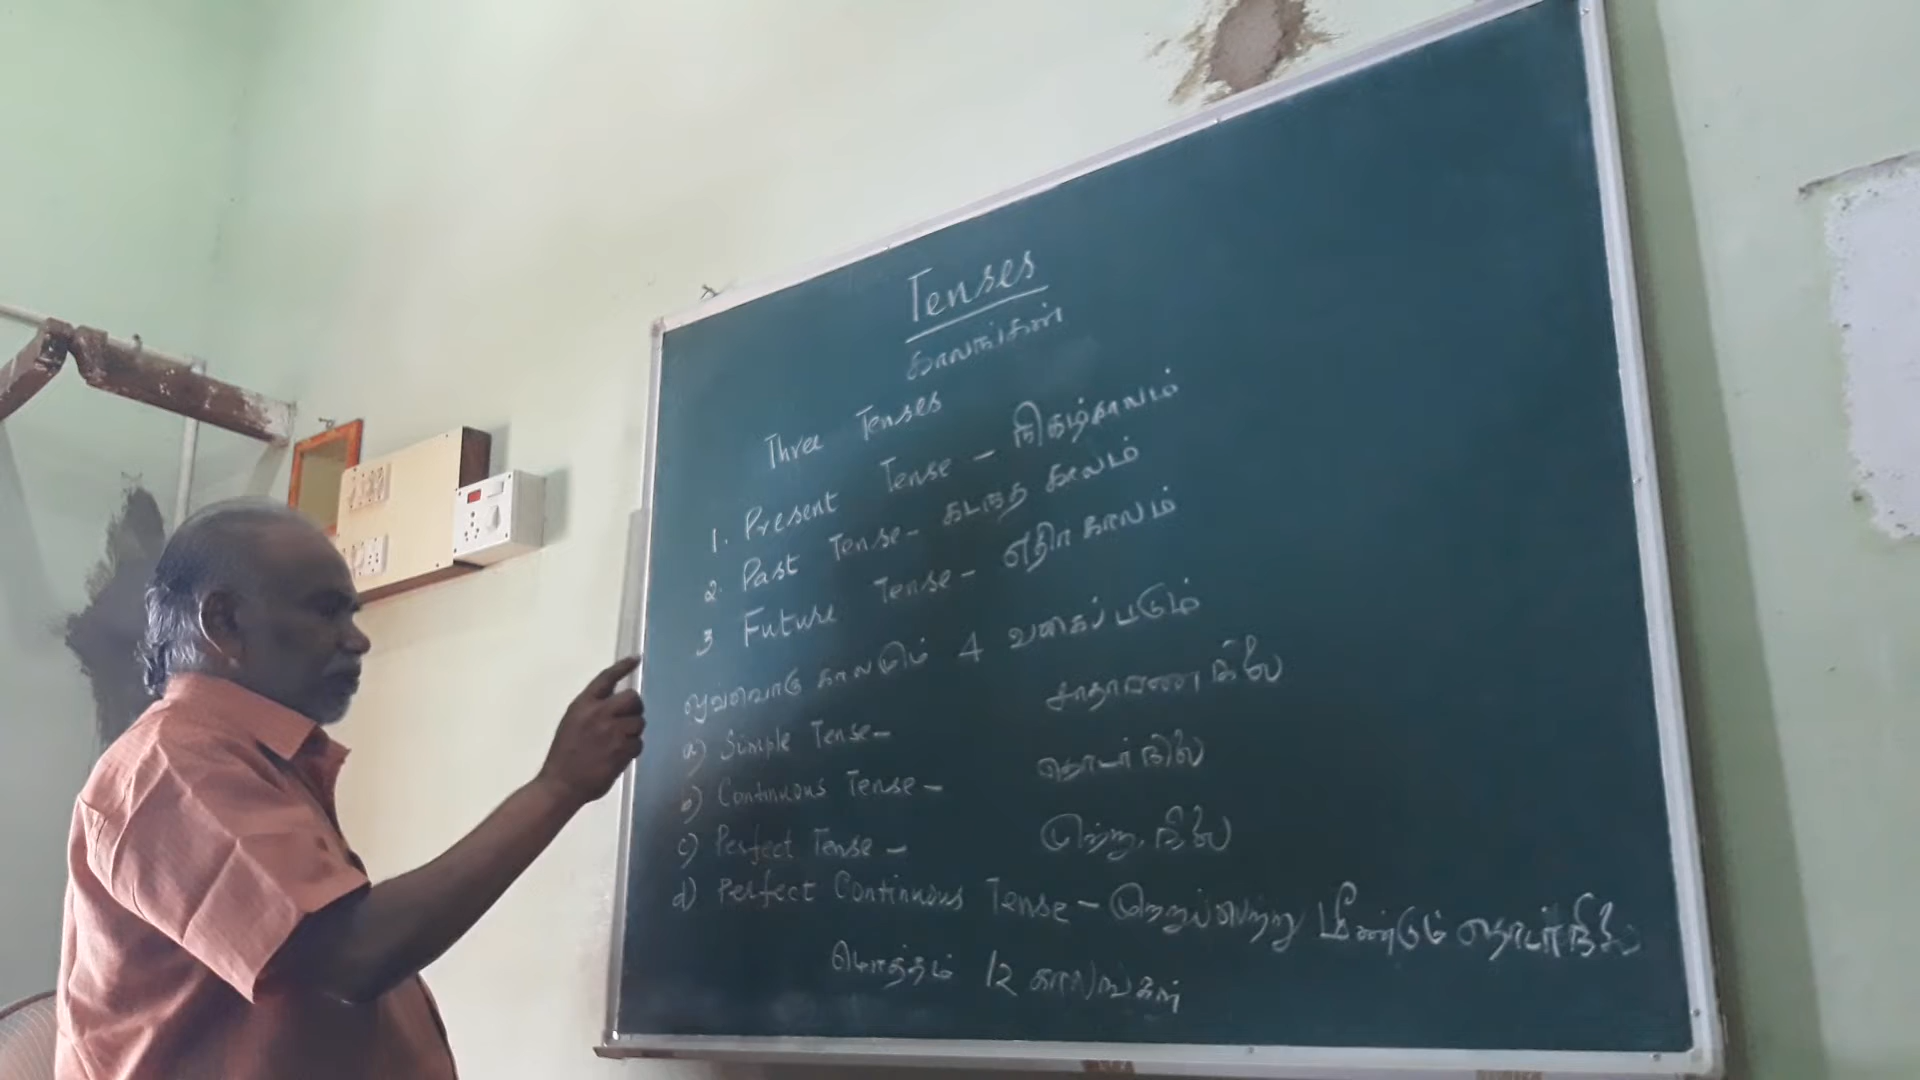 Tenses
காலங்கள்
Three Tenses
1. Present Tense - நிகழ்காலம்
2. Past Tense - கடந்த காலம்
3 Future Tense - எதிர காலம்
ஒவ்வொரு காலமும் 4 வகைப்படும்
a) Simple Tense - சாதாரண நிலை
b) Continuous Tense - தொடர் நிலை
c) Perfect Tense - முற்று நிலை
d) Perfect Continuous Tense - முற்றுப்பெற்று மீண்டும் தொடர்நிலை
மொத்தம் 12 காலங்கள்